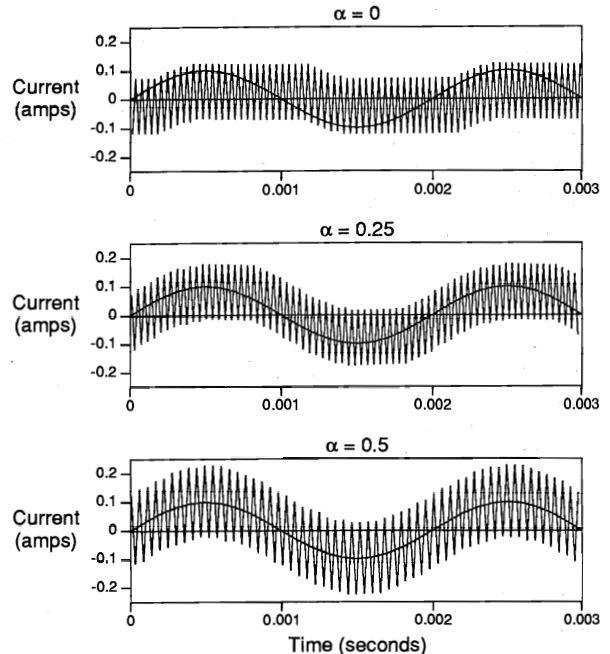 α = 0
0.2
0.1
0
-0.1
-0.2
Current
(amps)
0
0.001
0.002
0.003
α = 0.25
0.2
0.1
0
-0.1
-0.2
Current
(amps)
0
0.001
0.002
0.003
α = 0.5
0.2
0.1
0
-0.1
-0.2
Current
(amps)
0
0.001
0.002
0.003
Time (seconds)